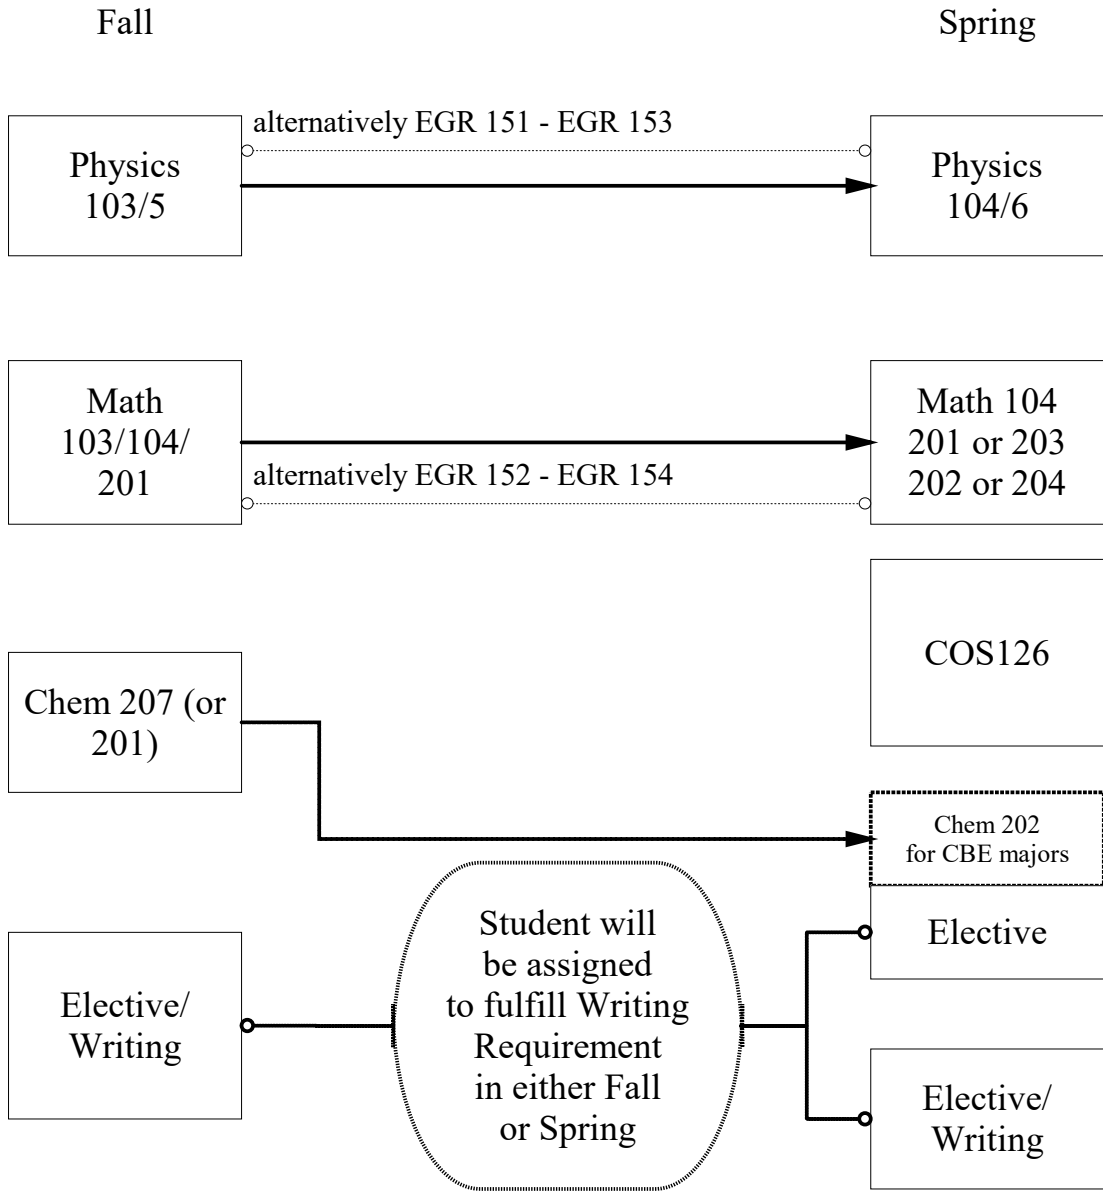 Fall
Spring
alternatively EGR 151 - EGR 153
Physics
103/5
Physics
104/6
Math
103/104/
201
Math 104
201 or 203
202 or 204
alternatively EGR 152 - EGR 154
COS126
Chem 207 (or
201)
Chem 202
for CBE majors
Student will
be assigned
to fulfill Writing
Requirement
in either Fall
or Spring
Elective
Elective/
Writing
Elective/
Writing